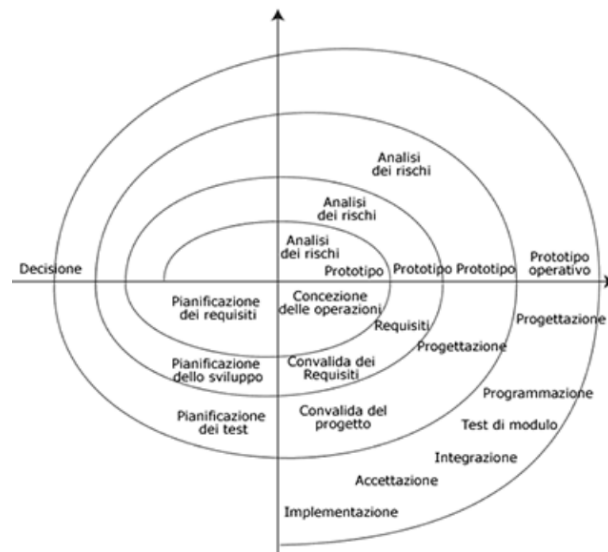 Analisi
dei rischi
Analisi
dei rischi
Analisi
dei rischi
Decisione
Prototipo
Prototipo
Prototipo
Prototipo
operativo
Pianificazione
dei requisiti
Concezione
delle operazioni
Requisiti
Progettazione
Progettazione
Pianificazione
dello sviluppo
Convalida dei
Requisiti
Programmazione
Pianificazione
dei test
Convalida del
progetto
Test di modulo
Integrazione
Accettazione
Implementazione